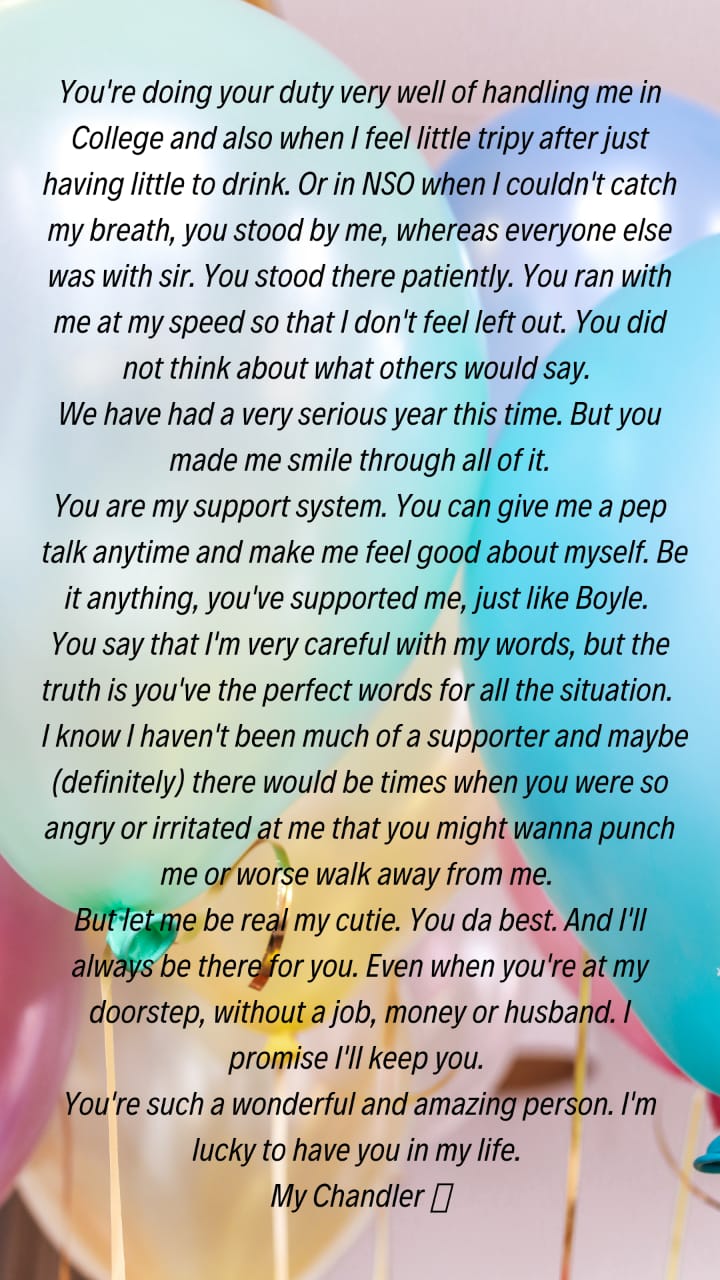 You're doing your duty very well of handling me in
College and also when I feel little tripy after just
having little to drink. Or in NSO when I couldn't catch
my breath, you stood by me, whereas everyone else
was with sir. You stood there patiently. You ran with
me at my speed so that I don't feel left out. You did
not think about what others would say.
We have had a very serious year this time. But you
made me smile through all of it.
You are my support system. You can give me a pep
talk anytime and make me feel good about myself. Be
it anything, you've supported me, just like Boyle.
You say that I'm very careful with my words, but the
truth is you've the perfect words for all the situation.
I know I haven't been much of a supporter and maybe
(definitely) there would be times when you were so
angry or irritated at me that you might wanna punch
me or worse walk away from me.
But let me be real my cutie. You da best. And I'll
always be there for you. Even when you're at my
doorstep, without a job, money or husband. I
promise I'll keep you.
You're such a wonderful and amazing person. I'm
lucky to have you in my life.
My Chandler